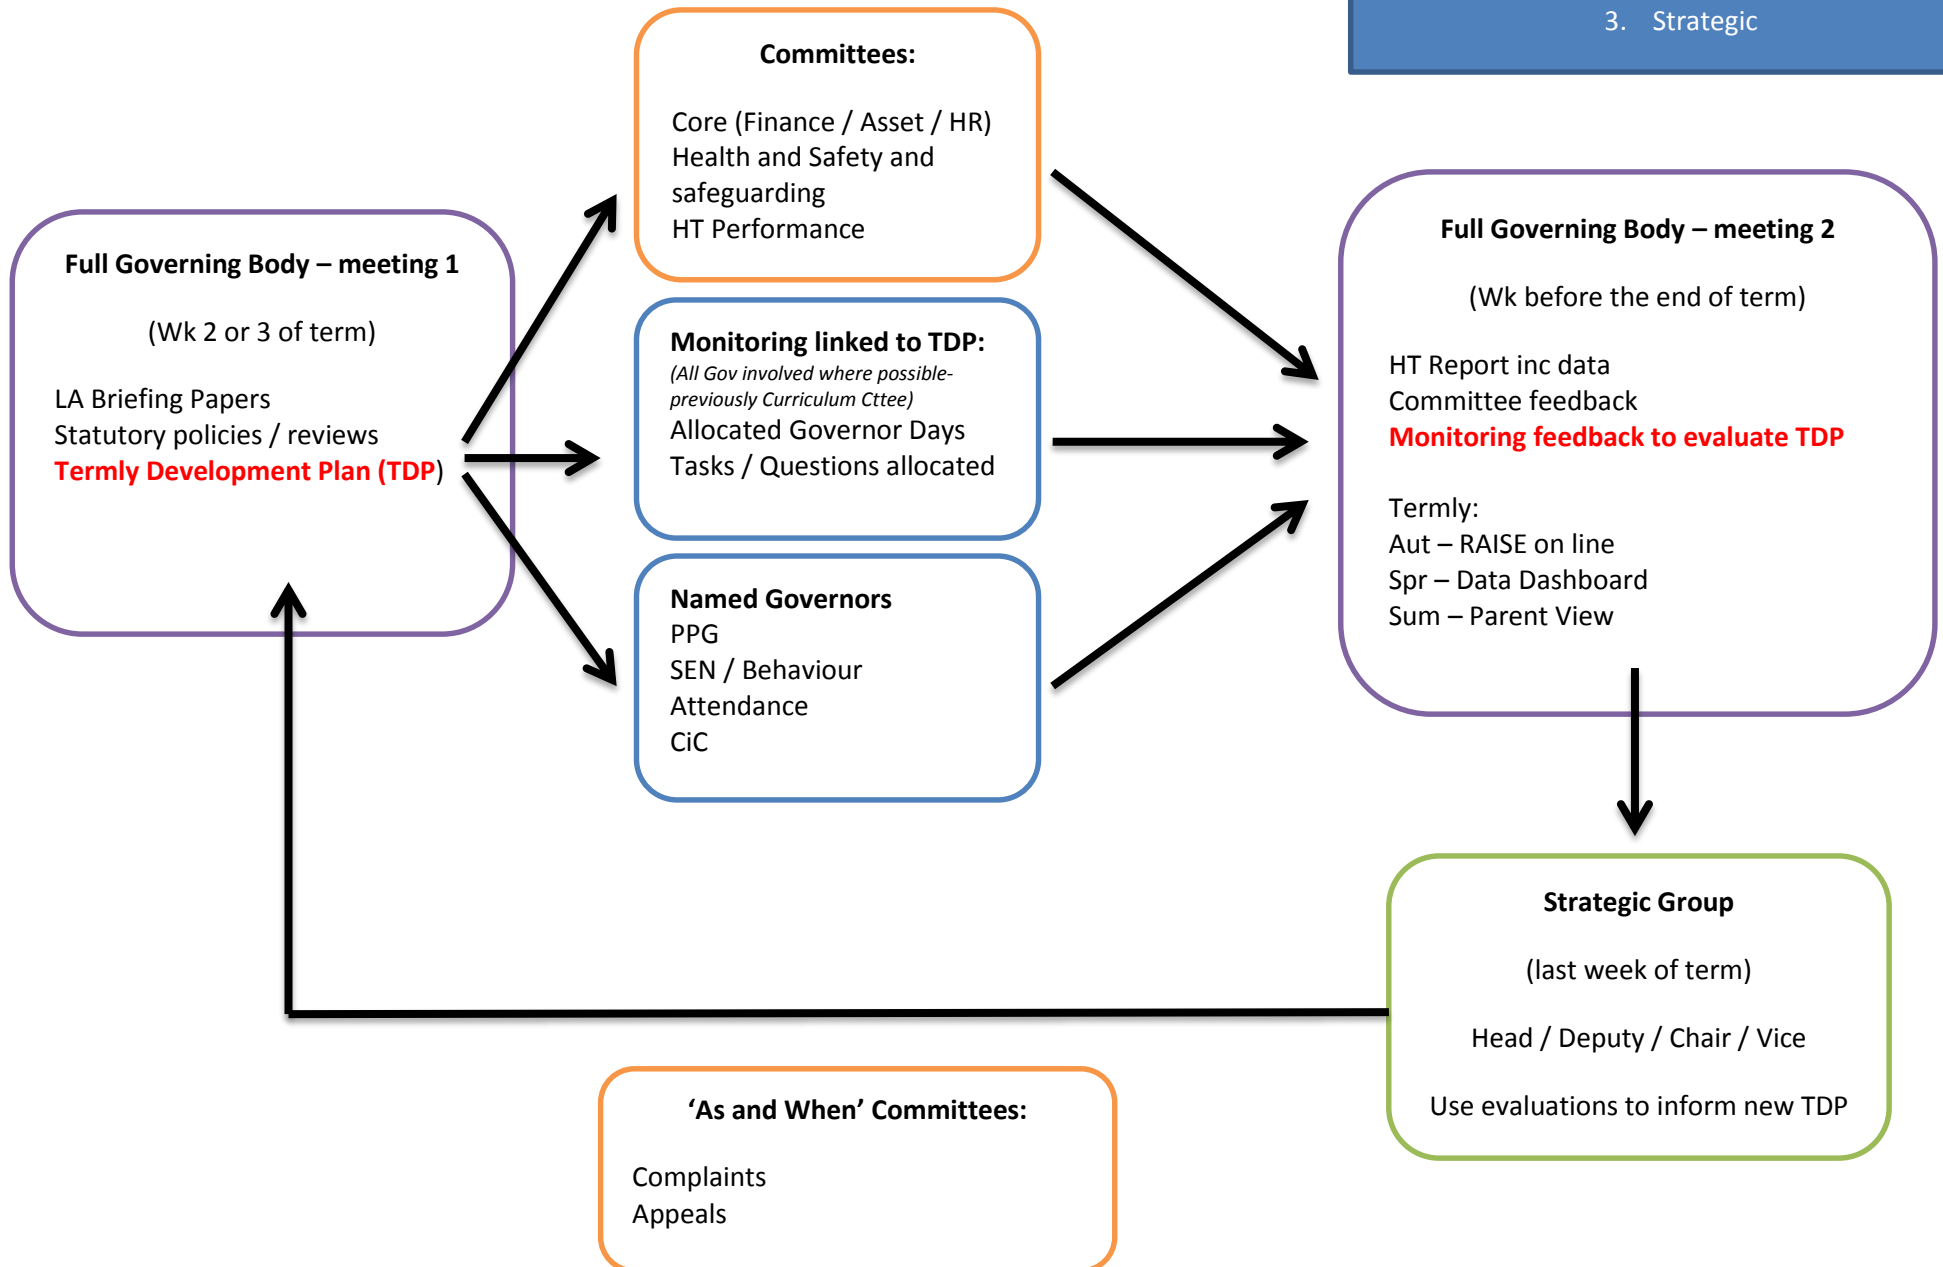 3. Strategic
Committees:
Core (Finance / Asset / HR)
Health and Safety and
safeguarding
HT Performance
Full Governing Body – meeting 1
(Wk 2 or 3 of term)
LA Briefing Papers
Statutory policies / reviews
Termly Development Plan (TDP)
Monitoring linked to TDP:
(All Gov involved where possible-
previously Curriculum Cttee)
Allocated Governor Days
Tasks / Questions allocated
Named Governors
PPG
SEN / Behaviour
Attendance
CiC
Full Governing Body – meeting 2
(Wk before the end of term)
HT Report inc data
Committee feedback
Monitoring feedback to evaluate TDP
Termly:
Aut – RAISE on line
Spr – Data Dashboard
Sum – Parent View
Strategic Group
(last week of term)
Head / Deputy / Chair / Vice
Use evaluations to inform new TDP
‘As and When’ Committees:
Complaints
Appeals